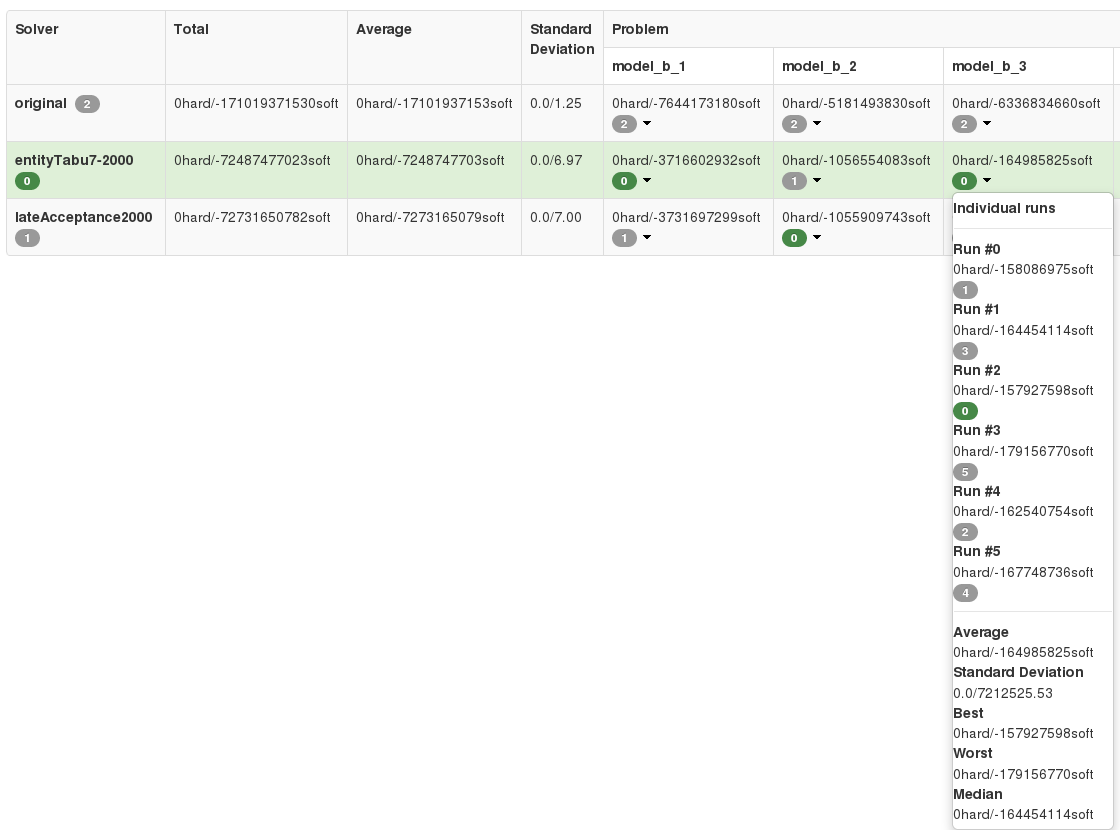 Solver Total Average Standard Deviation Problem
model_b_1 model_b_2 model_b_3
original 2 0hard/-171019371530soft 0hard/-17101937153soft 0.0/1.25 0hard/-7644173180soft 0hard/-5181493830soft 0hard/-6336834660soft
2 2 2
entityTabu7-2000 0hard/-72487477023soft 0hard/-7248747703soft 0.0/6.97 0hard/-3716602932soft 0hard/-1056554083soft 0hard/-164985825soft
0 0 1 0
lateAcceptance2000 0hard/-72731650782soft 0hard/-7273165079soft 0.0/7.00 0hard/-3731697299soft 0hard/-1055909743soft
1 1 0
Individual runs
Run #0
0hard/-158086975soft
1
Run #1
0hard/-164454114soft
3
Run #2
0hard/-157927598soft
0
Run #3
0hard/-179156770soft
5
Run #4
0hard/-162540754soft
2
Run #5
0hard/-167748736soft
4
Average
0hard/-164985825soft
Standard Deviation
0.0/7212525.53
Best
0hard/-157927598soft
Worst
0hard/-179156770soft
Median
0hard/-164454114soft